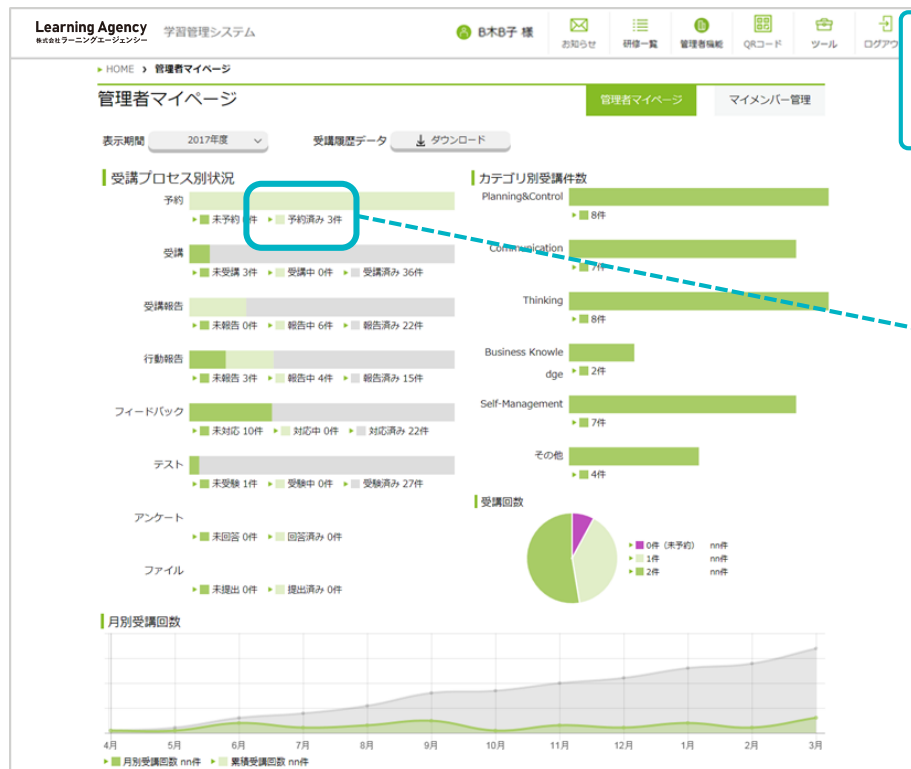 Learning Agency
株式会社ラーニングエージェンシー
学習管理システム
B木B子 様
お知らせ
研修一覧
管理者機能
QRコード
ツール
ログアウ
HOME › 管理者マイページ
管理者マイページ
管理者マイページ
マイメンバー管理
表示期間
2017年度
受講履歴データ
ダウンロード
受講プロセス別状況
予約
未予約 0件 予約済み 3件
受講
未受講 3件 受講中 0件 受講済み 36件
受講報告
未報告 0件 報告中 6件 報告済み 22件
行動報告
未報告 3件 報告中 4件 報告済み 15件
フィードバック
未対応 10件 対応中 0件 対応済み 22件
テスト
未受験 1件 受験中 0件 受験済み 27件
アンケート
未回答 0件 回答済み 0件
ファイル
未提出 0件 提出済み 0件
カテゴリ別受講件数
Planning&Control
8件
Communication
7件
Thinking
8件
Business Knowle
dge
2件
Self-Management
7件
その他
4件
受講回数
0件 (未予約) nn件
1件 nn件
2件 nn件
月別受講回数
4月 5月 6月 7月 8月 9月 10月 11月 12月 1月 2月 3月
月別受講回数 nn件 累積受講回数 nn件